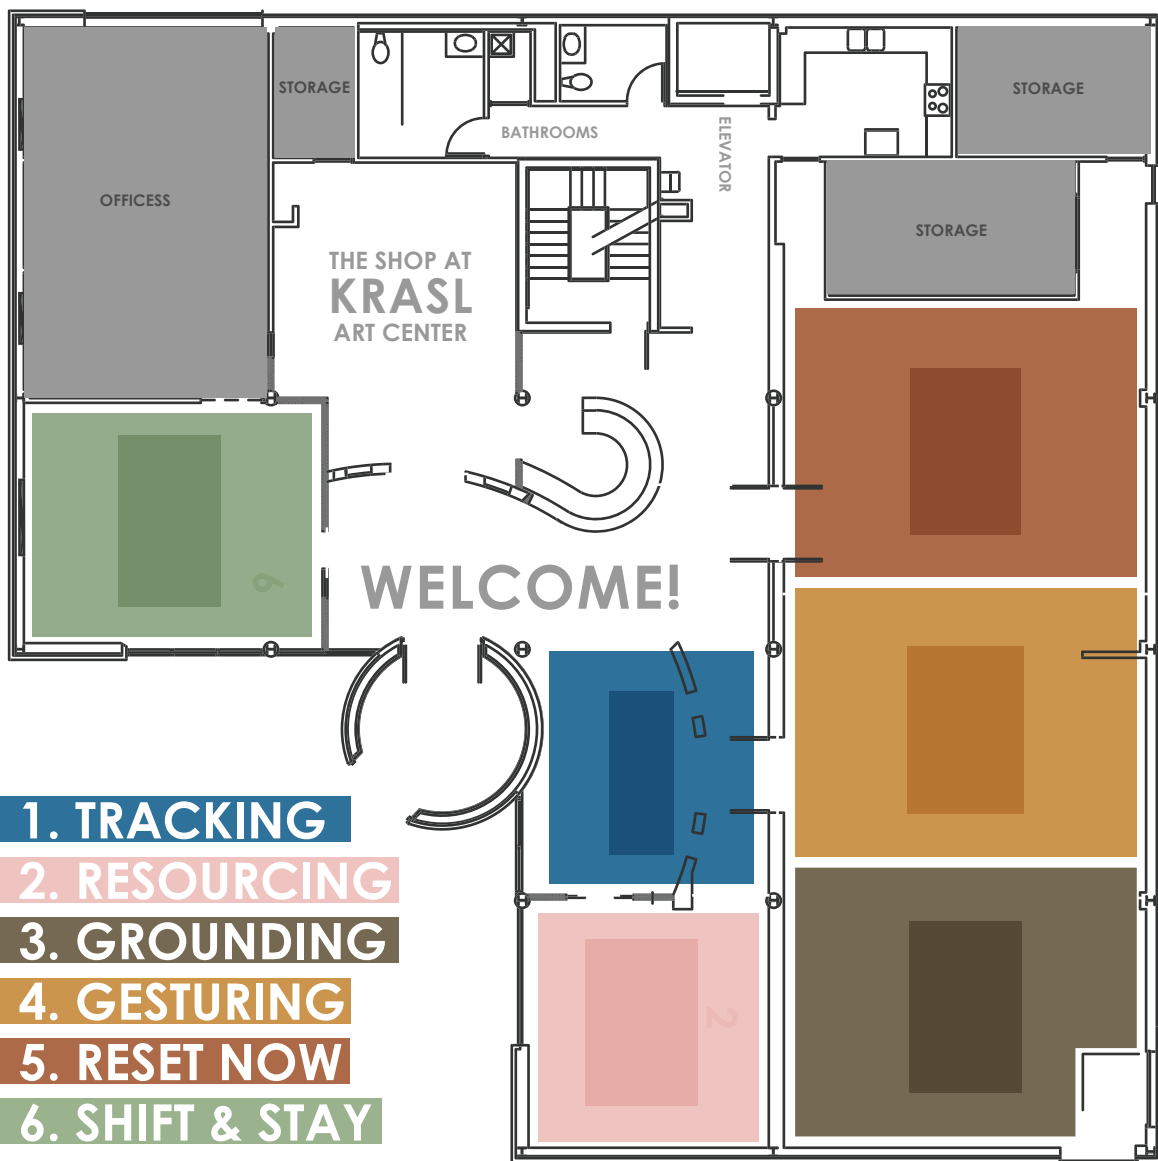 STORAGE
STORAGE
BATHROOMS
ELEVATOR
OFFICESS
STORAGE
THE SHOP AT
KRASL
ART CENTER
6
WELCOME!
2
1. TRACKING
2. RESOURCING
3. GROUNDING
4. GESTURING
5. RESET NOW
6. SHIFT & STAY